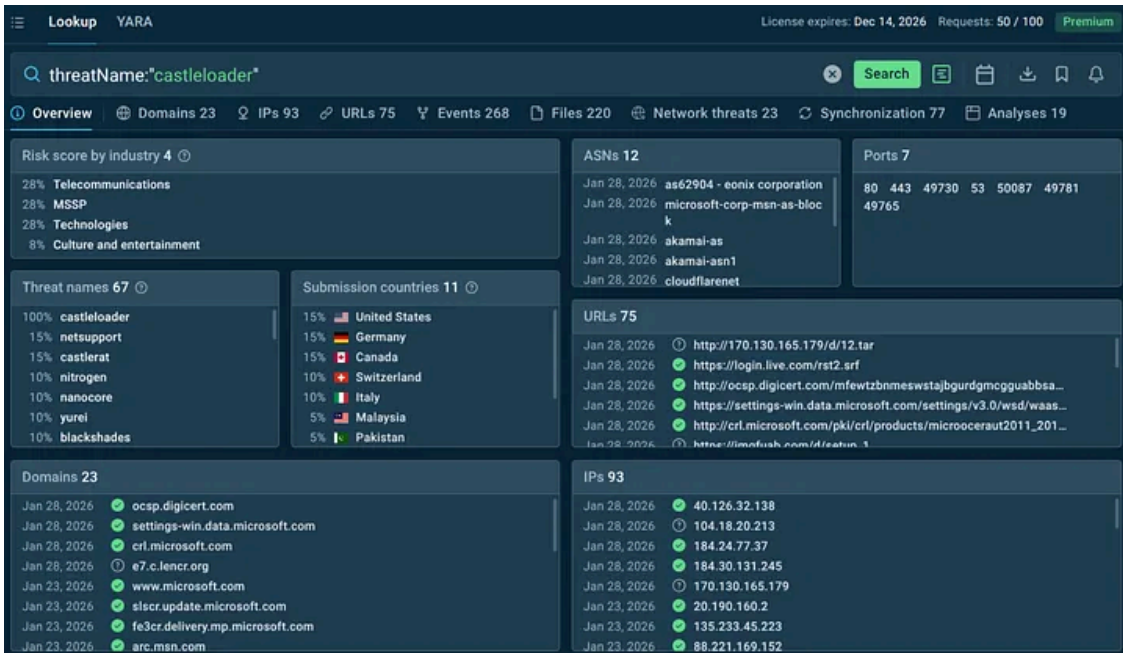 Lookup YARA License expires: Dec 14, 2026 Requests: 50 / 100 Premium
threatName:"castleloader" Search
Overview Domains 23 IPs 93 URLs 75 Events 268 Files 220 Network threats 23 Synchronization 77 Analyses 19
Risk score by industry 4
28% Telecommunications
28% MSSP
28% Technologies
8% Culture and entertainment
ASNs 12
Jan 28, 2026 as62904 - eonix corporation
Jan 28, 2026 microsoft-corp-msn-as-bloc
k
Jan 28, 2026 akamai-as
Jan 28, 2026 akamai-asn1
Jan 28, 2026 cloudflarenet
Ports 7
80 443 49730 53 50087 49781
49765
Threat names 67
100% castleloader
15% netsupport
15% castlerat
10% nitrogen
10% nanocore
10% yurei
10% blackshades
Submission countries 11
15% United States
15% Germany
15% Canada
10% Switzerland
10% Italy
5% Malaysia
5% Pakistan
URLs 75
Jan 28, 2026 http://170.130.165.179/d/12.tar
Jan 28, 2026 https://login.live.com/rst2.srf
Jan 28, 2026 http://ocsp.digicert.com/mfewtzbnmeswstajbgurdgmcgguabbsa...
Jan 28, 2026 https://settings-win.data.microsoft.com/settings/v3.0/wsd/waas...
Jan 28, 2026 http://crl.microsoft.com/pki/crl/products/microoceraut2011_201...
Jan 28, 2026 https://imgfuab.com/d/setup_1
Domains 23
Jan 28, 2026 ocsp.digicert.com
Jan 28, 2026 settings-win.data.microsoft.com
Jan 28, 2026 crl.microsoft.com
Jan 28, 2026 e7.c.lencr.org
Jan 23, 2026 www.microsoft.com
Jan 23, 2026 slscr.update.microsoft.com
Jan 23, 2026 fe3cr.delivery.mp.microsoft.com
Jan 23, 2026 arc.msn.com
IPs 93
Jan 28, 2026 40.126.32.138
Jan 28, 2026 104.18.20.213
Jan 28, 2026 184.24.77.37
Jan 28, 2026 184.30.131.245
Jan 28, 2026 170.130.165.179
Jan 23, 2026 20.190.160.2
Jan 23, 2026 135.233.45.223
Jan 23, 2026 88.221.169.152